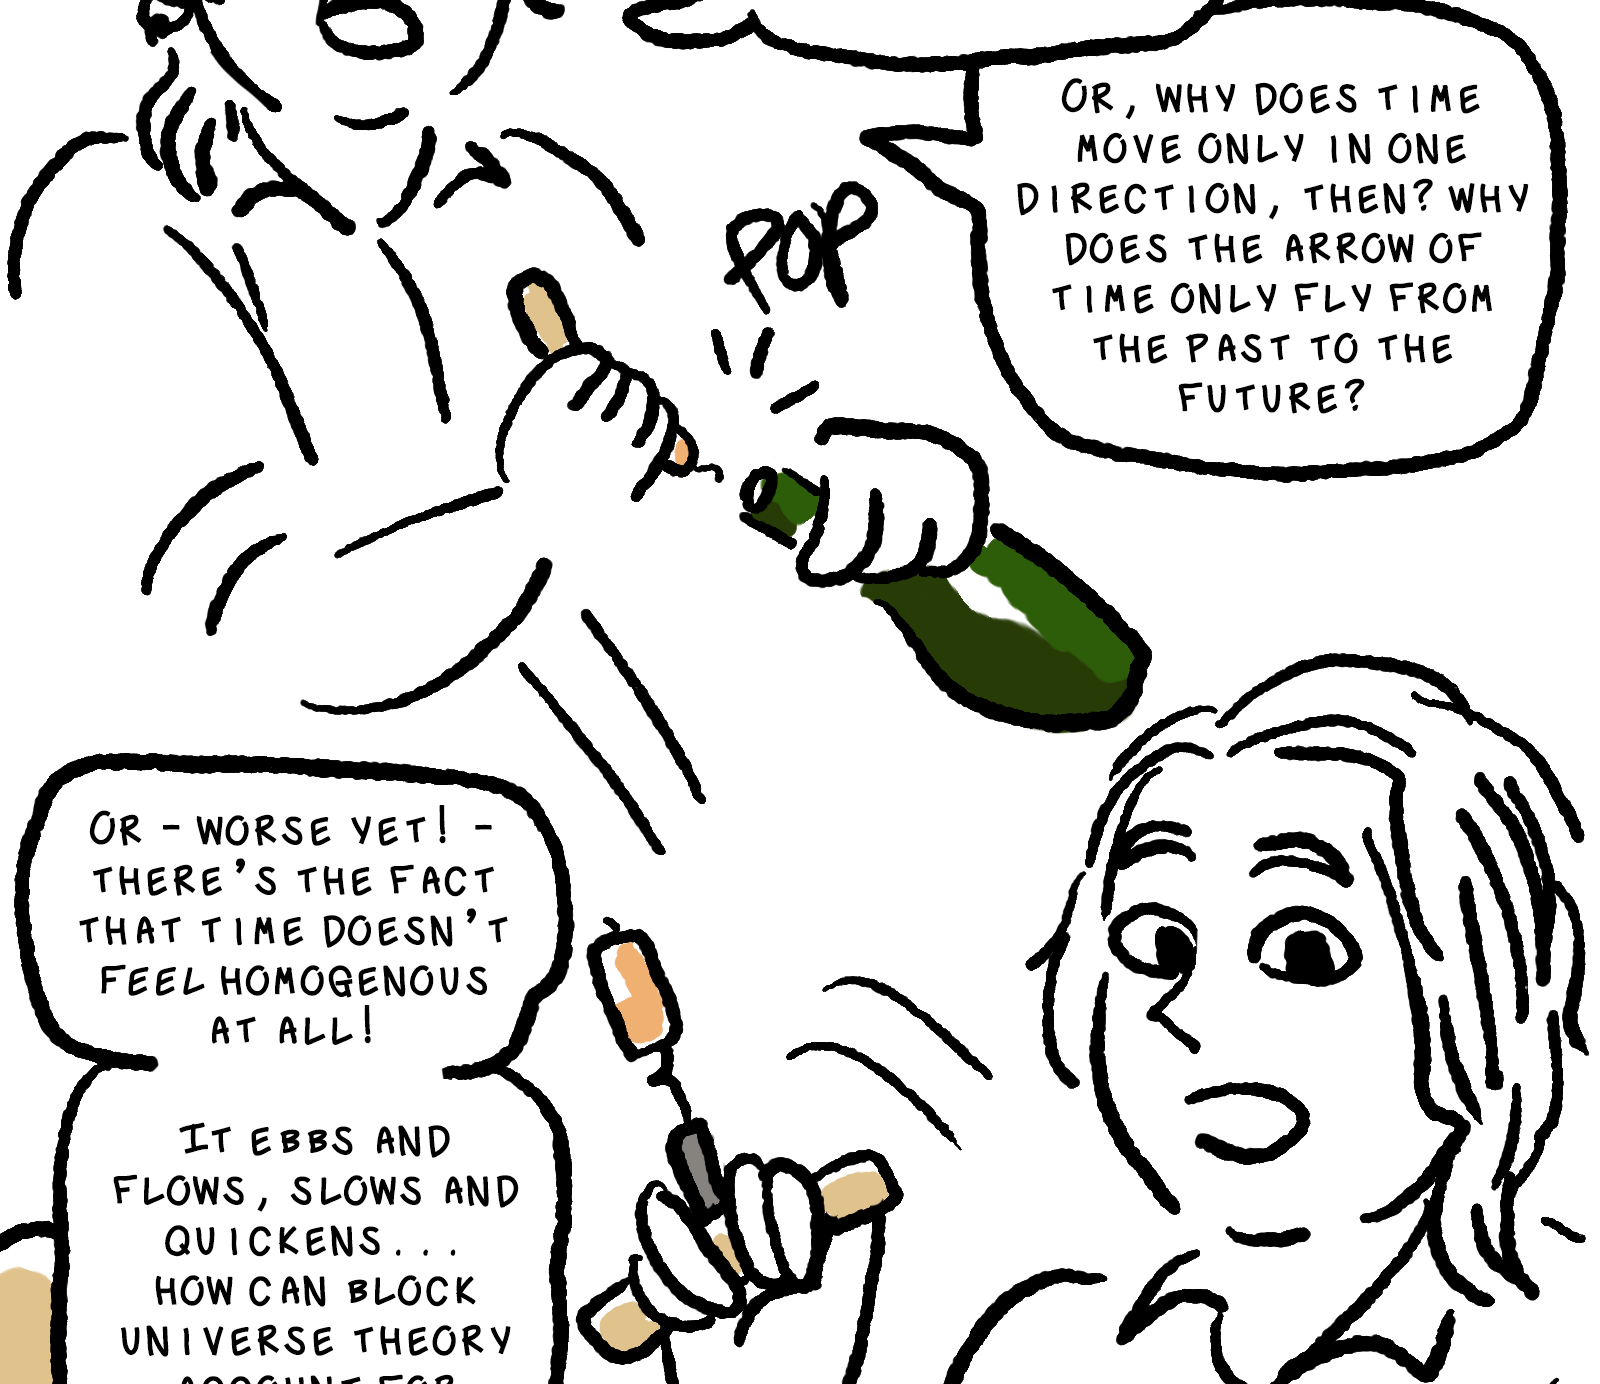 OR, WHY DOES TIME
MOVE ONLY IN ONE
DIRECTION, THEN? WHY
DOES THE ARROW OF
TIME ONLY FLY FROM
THE PAST TO THE
FUTURE?
POP
OR - WORSE YET! -
THERE'S THE FACT
THAT TIME DOESN'T
FEEL HOMOGENOUS
AT ALL!
IT EBBS AND
FLOWS, SLOWS AND
QUICKENS...
HOW CAN BLOCK
UNIVERSE THEORY
ACCOUNT FOR